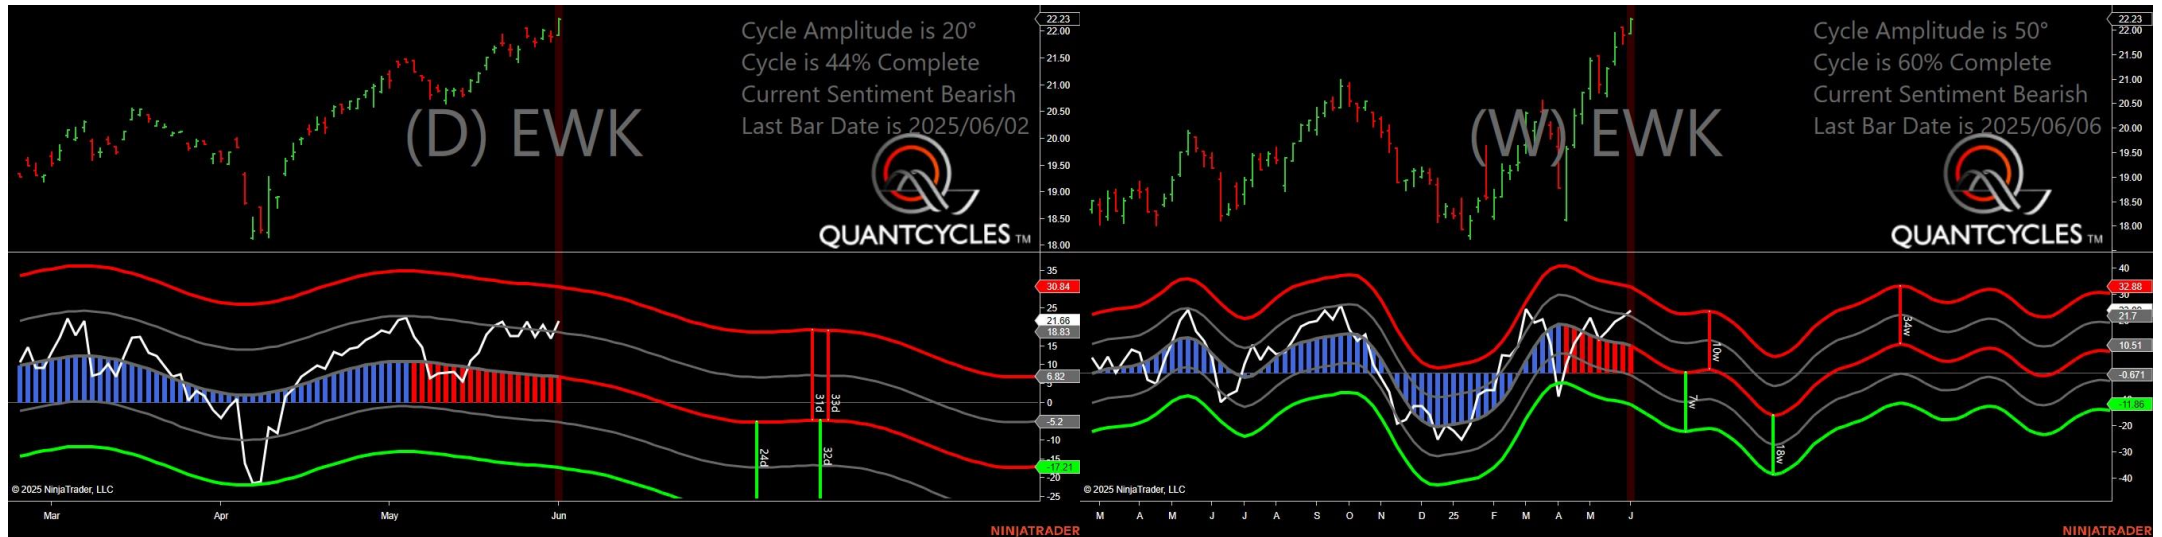 Cycle Amplitude is 20°
Cycle is 44% Complete
Current Sentiment Bearish
Last Bar Date is 2025/06/02
(D) EWK
QUANTCYCLES TM
22.23
22.00
21.50
21.00
20.50
20.00
19.50
19.00
18.50
18.00
35
30.84
25
21.66
18.83
15
10
6.82
5
0
-5.2
-10
-15
-17.21
-20
-25
31d
33d
24d
32d
© 2025 NinjaTrader, LLC
Mar
Apr
May
Jun
NINJATRADER
Cycle Amplitude is 50°
Cycle is 60% Complete
Current Sentiment Bearish
Last Bar Date is 2025/06/06
(W) EWK
QUANTCYCLES TM
22.23
22.00
21.50
21.00
20.50
20.00
19.50
19.00
18.50
18.00
40
32.88
30
21.7
10.51
-0.671
-11.86
-20
-30
-40
10w
7w
18w
34w
© 2025 NinjaTrader, LLC
M A M J J A S O N D 25 F M A M J
NINJATRADER